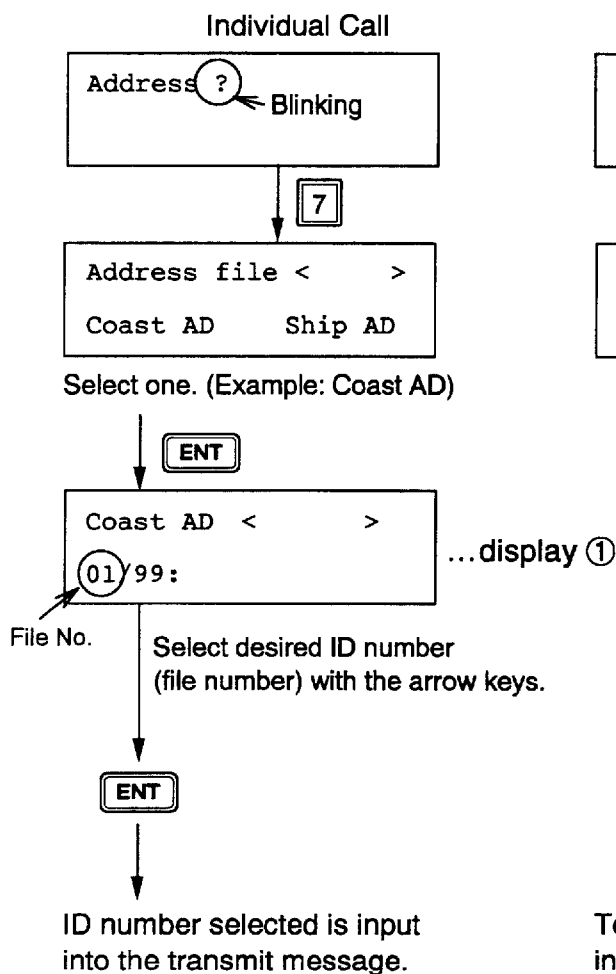 Individual Call
Address ?
Blinking
7
Address file <      >
Coast AD    Ship AD
Select one. (Example: Coast AD)
ENT
Coast AD <      >
...display ①
01/99:
File No.
Select desired ID number
(file number) with the arrow keys.
ENT
ID number selected is input
into the transmit message.